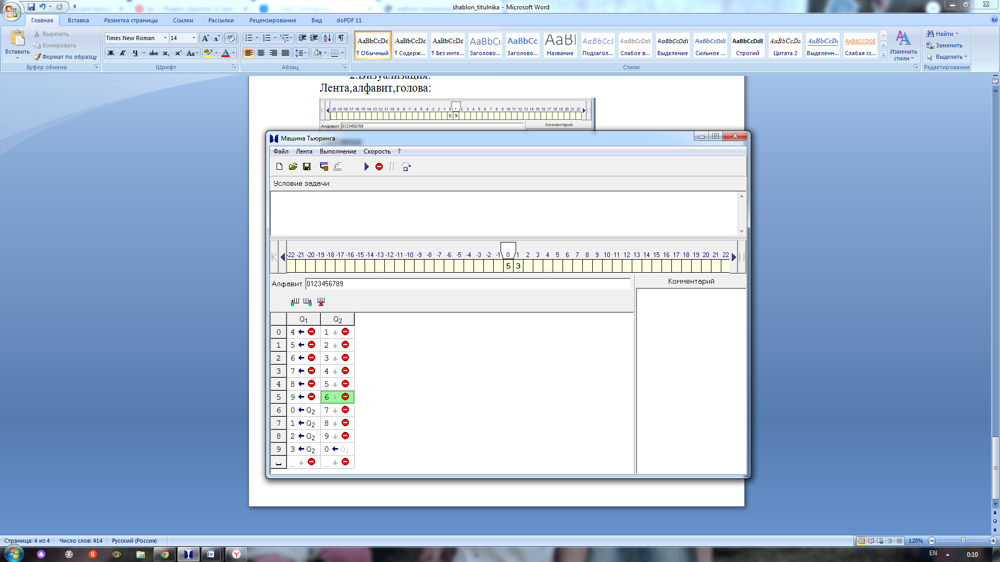 shablon_titulnika - Microsoft Word
Главная Вставка Разметка страницы Ссылки Рассылки Рецензирование Вид doPDF 11
Вставить
Вырезать
Копировать
Формат по образцу
Буфер обмена
Times New Roman 14
Ж К Ч abc x₂ x² Aa
Шрифт
Абзац
AaBbCcDd AaBbCcDd AaBbCcDd AaBbC AaBbCc АаВ AaBbCcL AaBbCcDdL AaBbCcDdL AaBbCcDdL AaBbCcDdE AaBbCcDc AaBbCcDc AABBCCDDE
¶ Обычный ¶ Содерж... ¶ Без инте... Заголово... Заголово... Название Подзагол... Слабое в... Выделение Сильное ... Строгий Цитата 2 Выделенн... Слабая сс...
Стили
Изменить стили
Найти
Заменить
Выделить
Редактирование
2.Визуализация:
Лента,алфавит,голова:
-20 -19 -18 -17 -16 -15 -14 -13 -12 -11 -10 -9 -8 -7 -6 -5 -4 -3 -2 -1 0 1 2 3 4 5 6 7 8 9 10 11 12 13 14 15 16 17 18 19 20 21 22
5 9
Алфавит 0123456789 Комментарий
Машина Тьюринга
Файл Лента Выполнение Скорость ?
Условие задачи:
-22 -21 -20 -19 -18 -17 -16 -15 -14 -13 -12 -11 -10 -9 -8 -7 -6 -5 -4 -3 -2 -1 0 1 2 3 4 5 6 7 8 9 10 11 12 13 14 15 16 17 18 19 20 21 22
5 3
Алфавит 0123456789
Комментарий
Q1 Q2
0 4 1
1 5 2
2 6 3
3 7 4
4 8 5
5 9 6
6 0 Q2 7
7 1 Q2 8
8 2 Q2 9
9 3 Q2 0 Q2
_ _
Страница: 4 из 4 Число слов: 414 Русский (Россия) 120%
EN 0:10